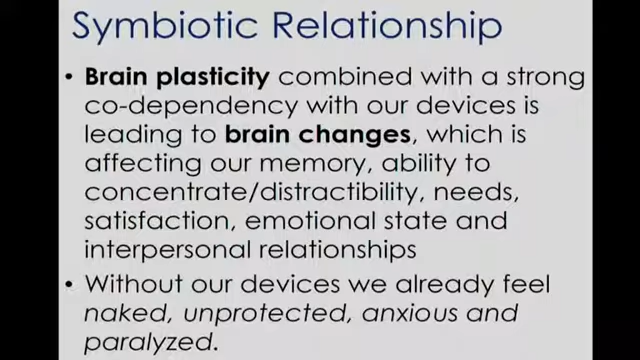 Symbiotic Relationship
• Brain plasticity combined with a strong
co-dependency with our devices is
leading to brain changes, which is
affecting our memory, ability to
concentrate/distractibility, needs,
satisfaction, emotional state and
interpersonal relationships
• Without our devices we already feel
naked, unprotected, anxious and
paralyzed.